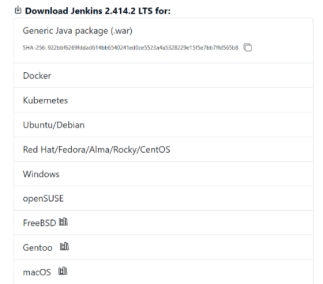 Download Jenkins 2.414.2 LTS for:
Generic Java package (.war)
SHA-256:
Docker
Kubernetes
Ubuntu/Debian
Red Hat/Fedora/Alma/Rocky/CentOS
Windows
openSUSE
FreeBSD
Gentoo
macOS